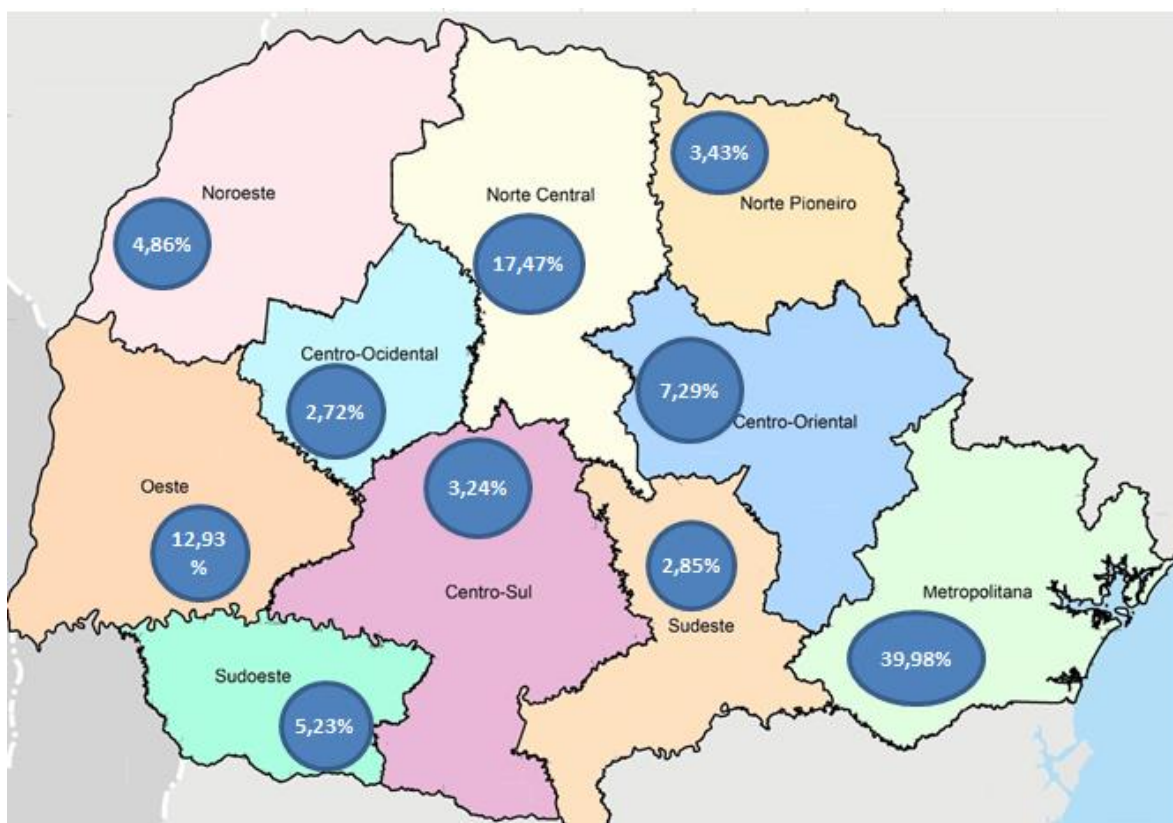 3,43%
Noroeste
Norte Central
Norte Pioneiro
4,86%
17,47%
Centro-Ocidental
7,29%
2,72%
Centro-Oriental
Oeste
3,24%
12,93
%
2,85%
Centro-Sul
Metropolitana
Sudeste
39,98%
Sudoeste
5,23%